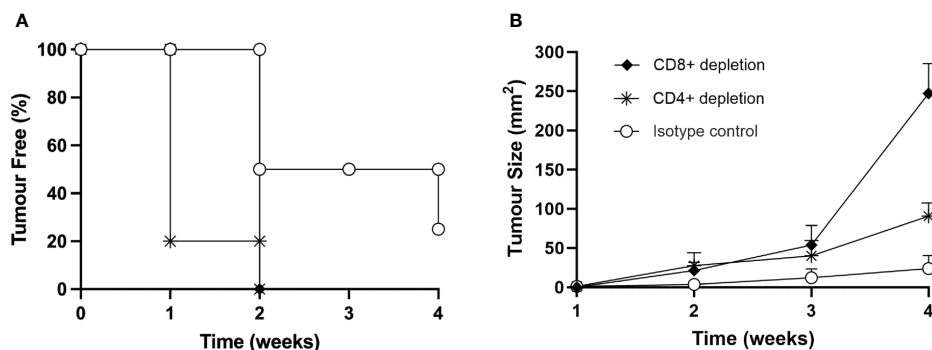 A
Tumour Free (%)
100
80
60
40
20
0
0 1 2 3 4
Time (weeks)
B
Tumour Size (mm²)
300
250
200
150
100
50
0
CD8+ depletion
CD4+ depletion
Isotype control
1 2 3 4
Time (weeks)